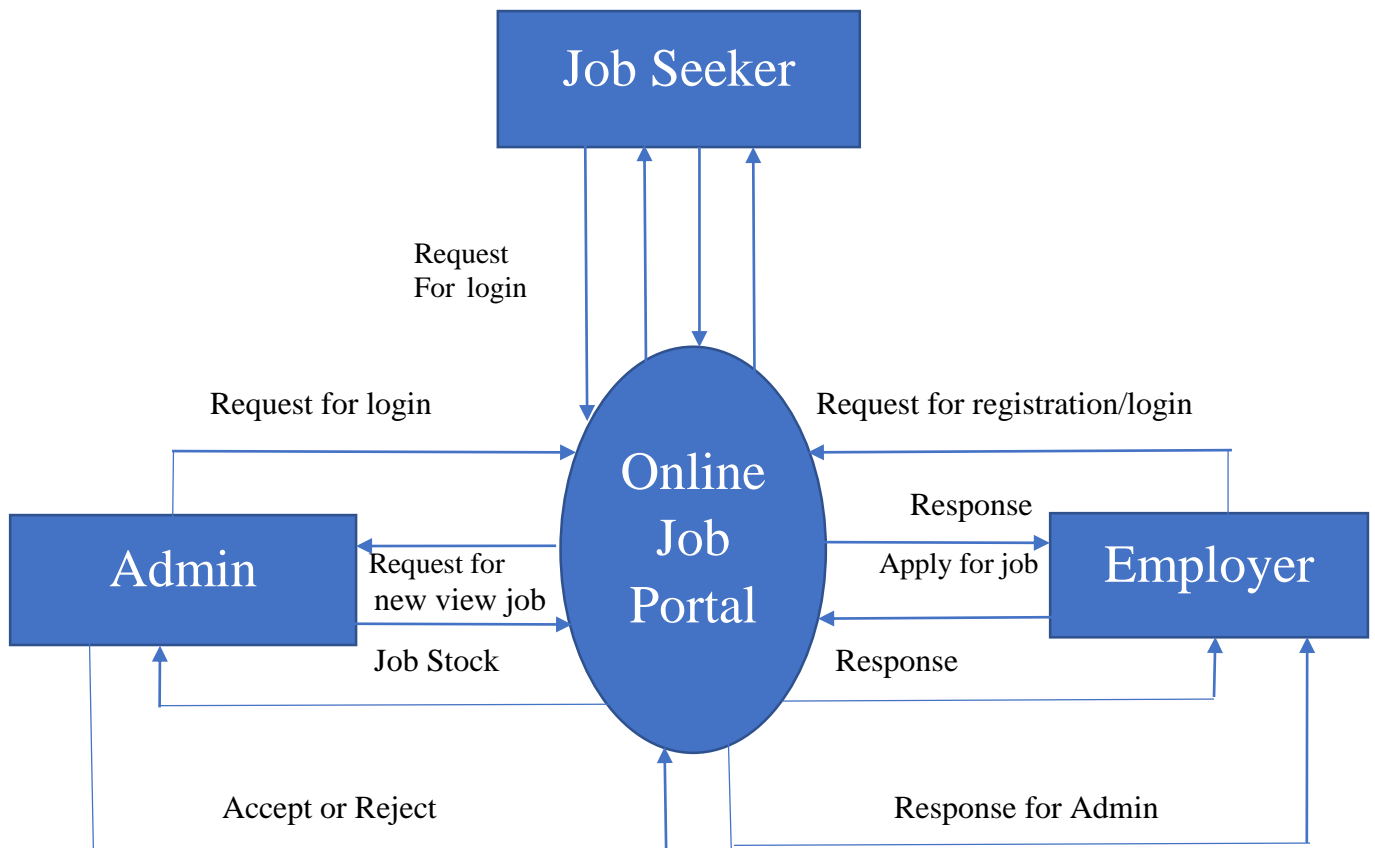 Job Seeker
Request
For login
Request for login
Request for registration/login
Online
Job
Portal
Response
Admin
Request for
new view job
Apply for job
Employer
Job Stock
Response
Accept or Reject
Response for Admin